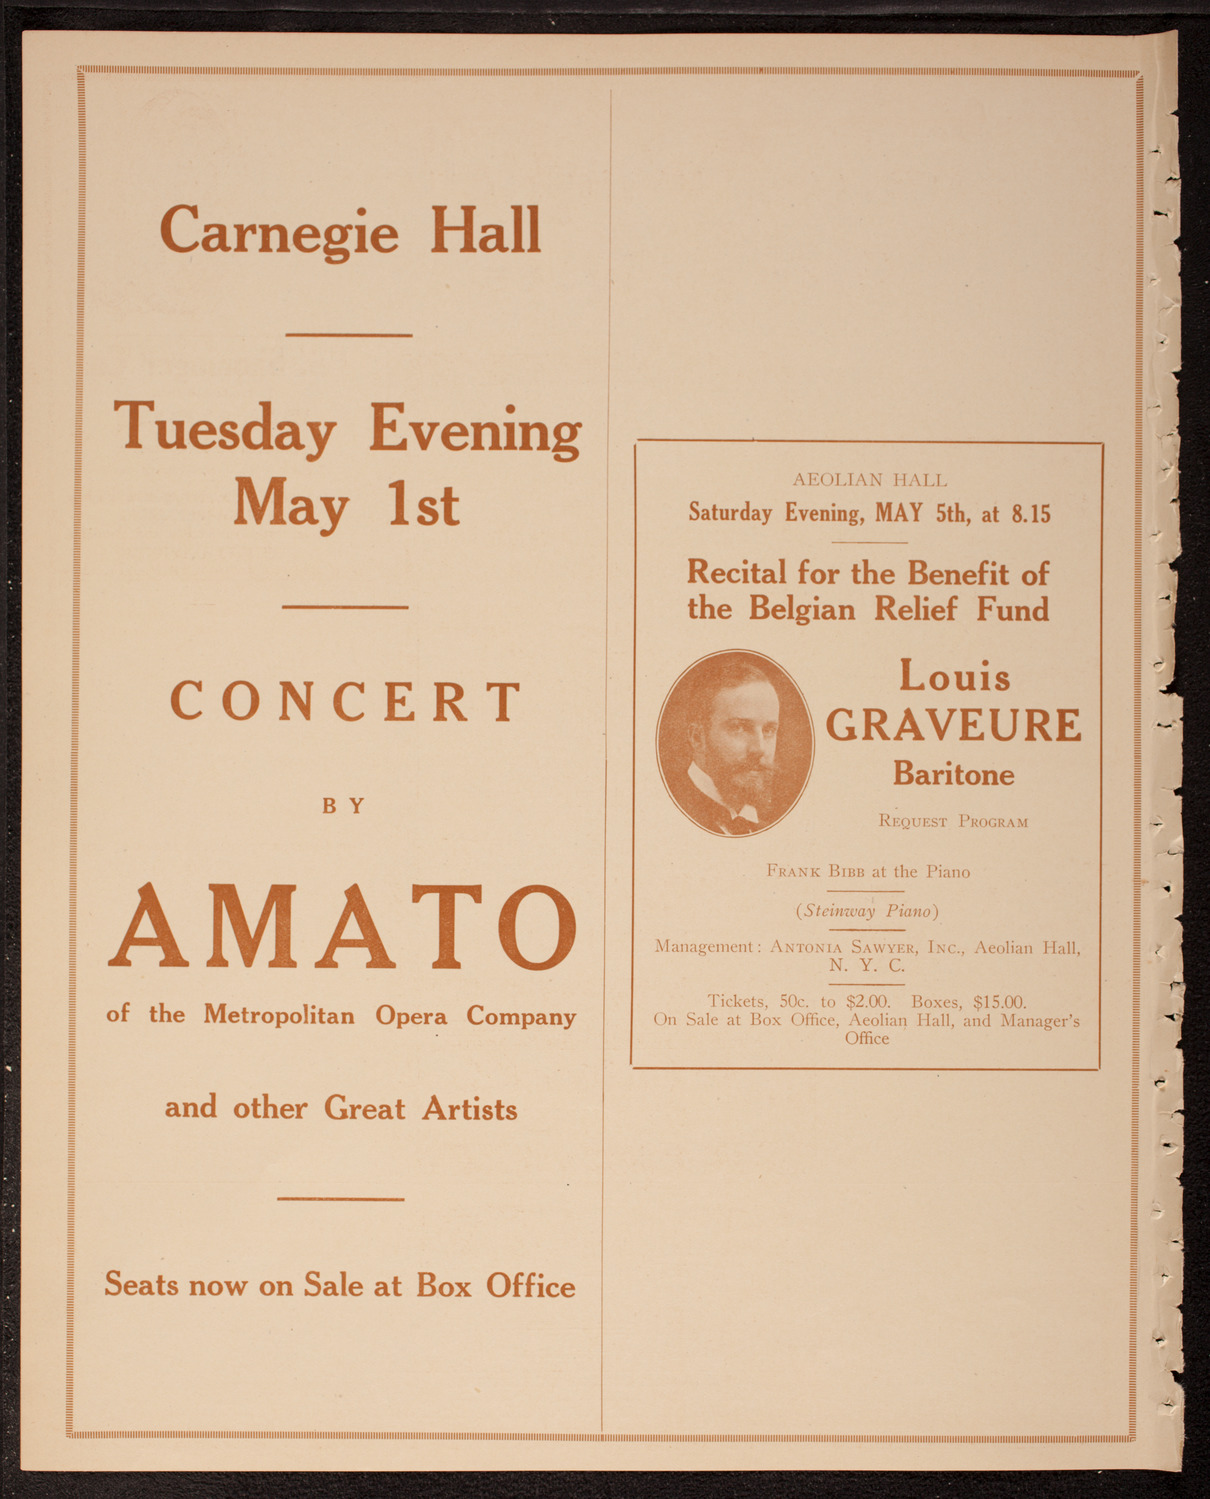 Carnegie Hall
Tuesday Evening
May 1st
CONCERT
BY
AMATO
of the Metropolitan Opera Company
and other Great Artists
Seats now on Sale at Box Office
AEOLIAN HALL
Saturday Evening, MAY 5th, at 8.15
Recital for the Benefit of
the Belgian Relief Fund
Louis
GRAVEURE
Baritone
REQUEST PROGRAM
FRANK BIBB at the Piano
(Steinway Piano)
Management: ANTONIA SAWYER, INC., Aeolian Hall,
N. Y. C.
Tickets, 50c. to $2.00. Boxes, $15.00.
On Sale at Box Office, Aeolian Hall, and Manager's
Office